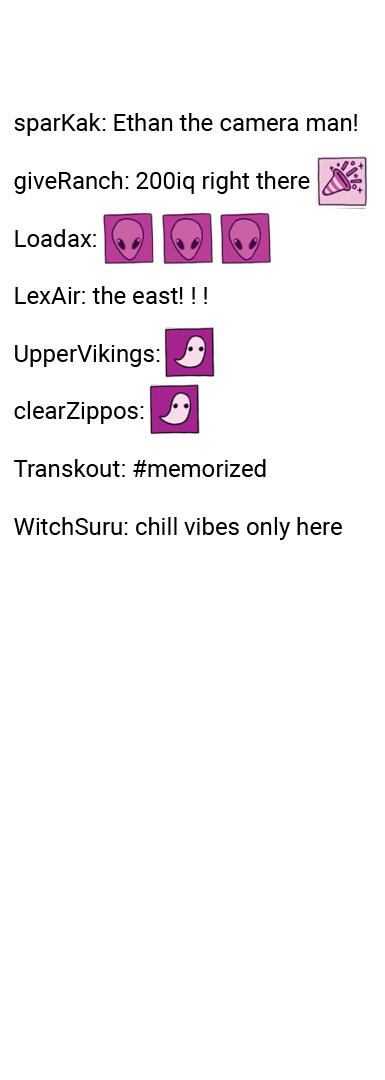 sparKak: Ethan the camera man!
giveRanch: 200iq right there
Loadax:
LexAir: the east! ! !
UpperVikings:
clearZippos:
Transkout: #memorized
WitchSuru: chill vibes only here